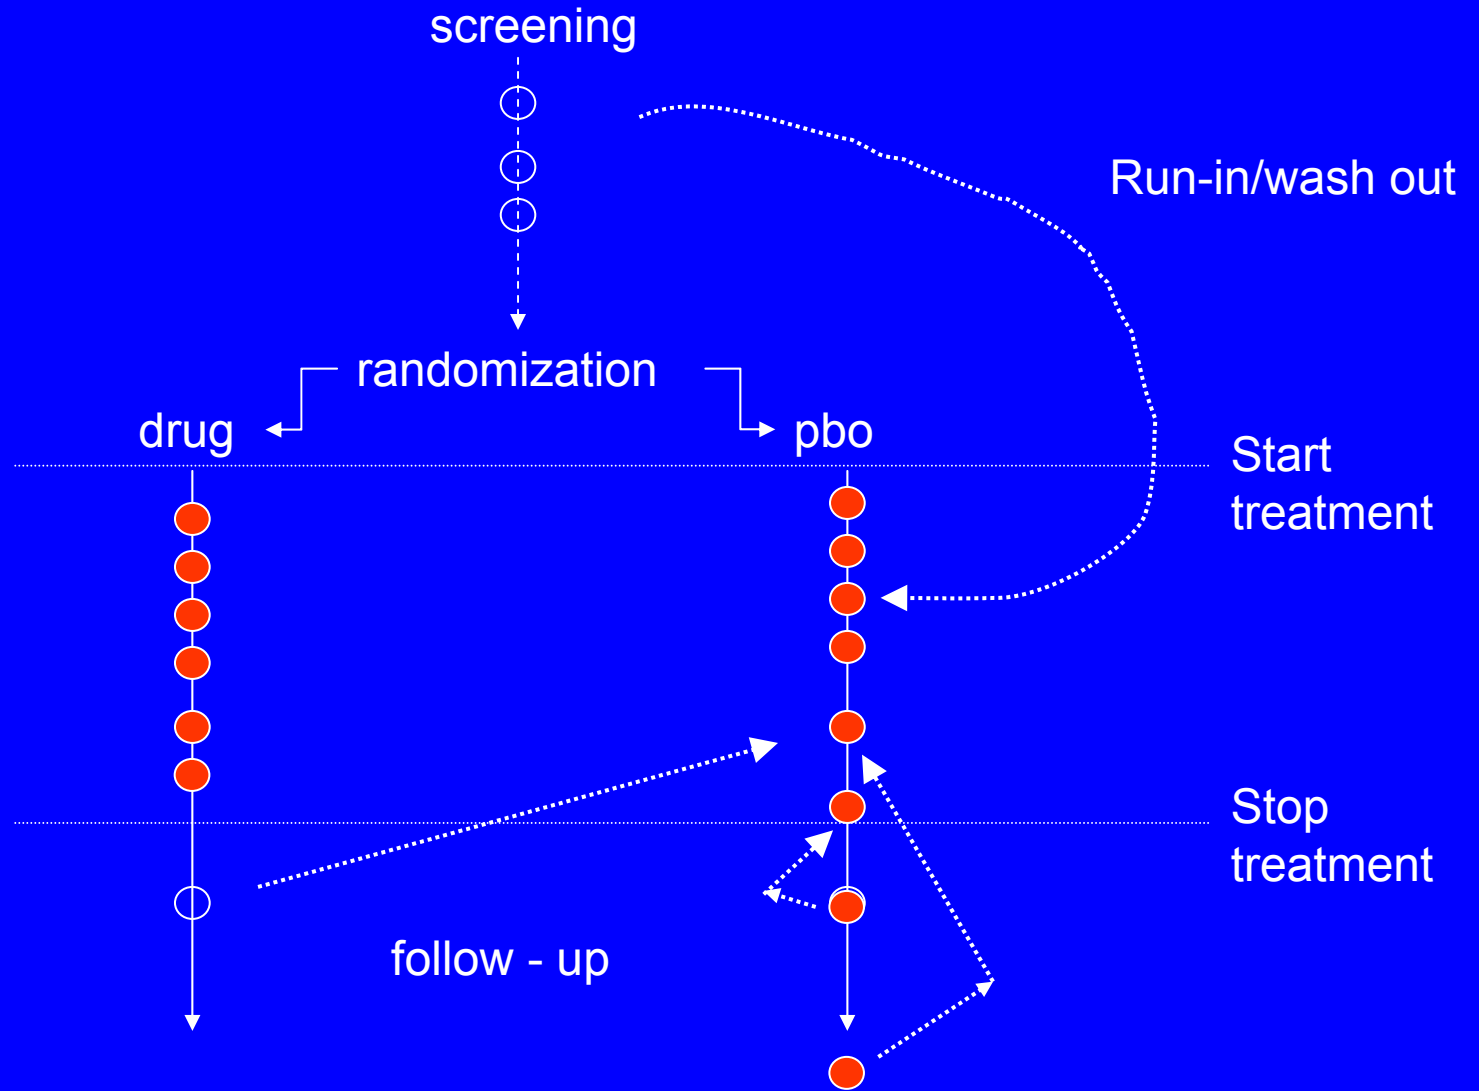 screening
Run-in/wash out
randomization
drug
pbo
Start
treatment
Stop
treatment
follow - up